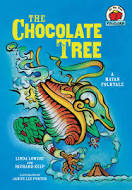 THE
CHOCOLATE
TREE
A
MAYAN
FOLKTALE
LINDA LOWERY
AND
RICHARD KEEP